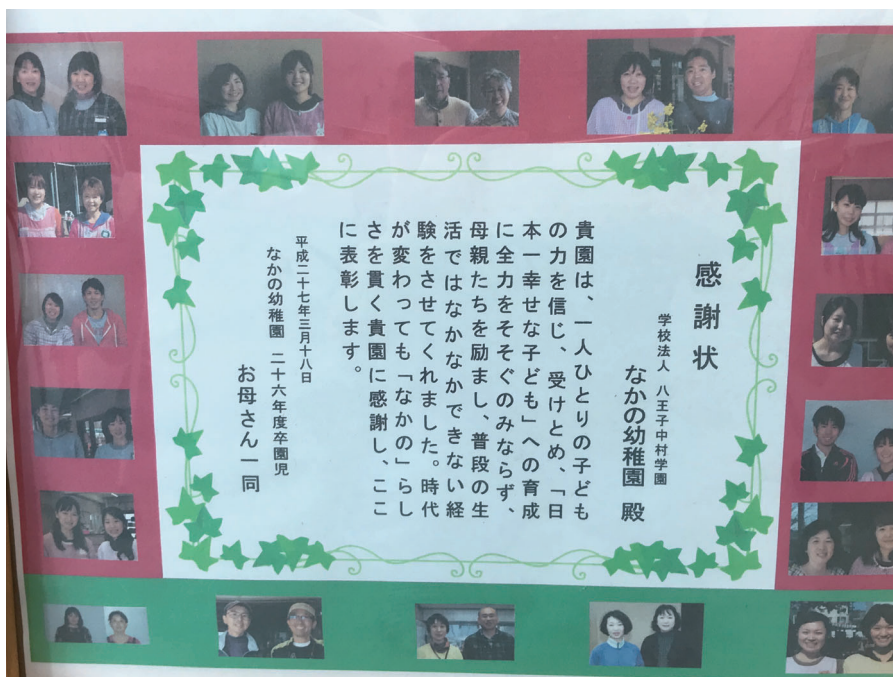 感謝状
学校法人 八王子中村学園
なかの幼稚園 殿
貴園は、一人ひとりの子ども
の力を信じ、受けとめ、「日
本一幸せな子ども」への育成
に全力をそそぐのみならず、
母親たちを励まし、普段の生
活ではなかなかできない経
験をさせてくれました。時代
が変わっても「なかの」らし
さを貫く貴園に感謝し、ここ
に表彰します。
平成二十七年三月十八日
なかの幼稚園 二十六年度卒園児
お母さん一同